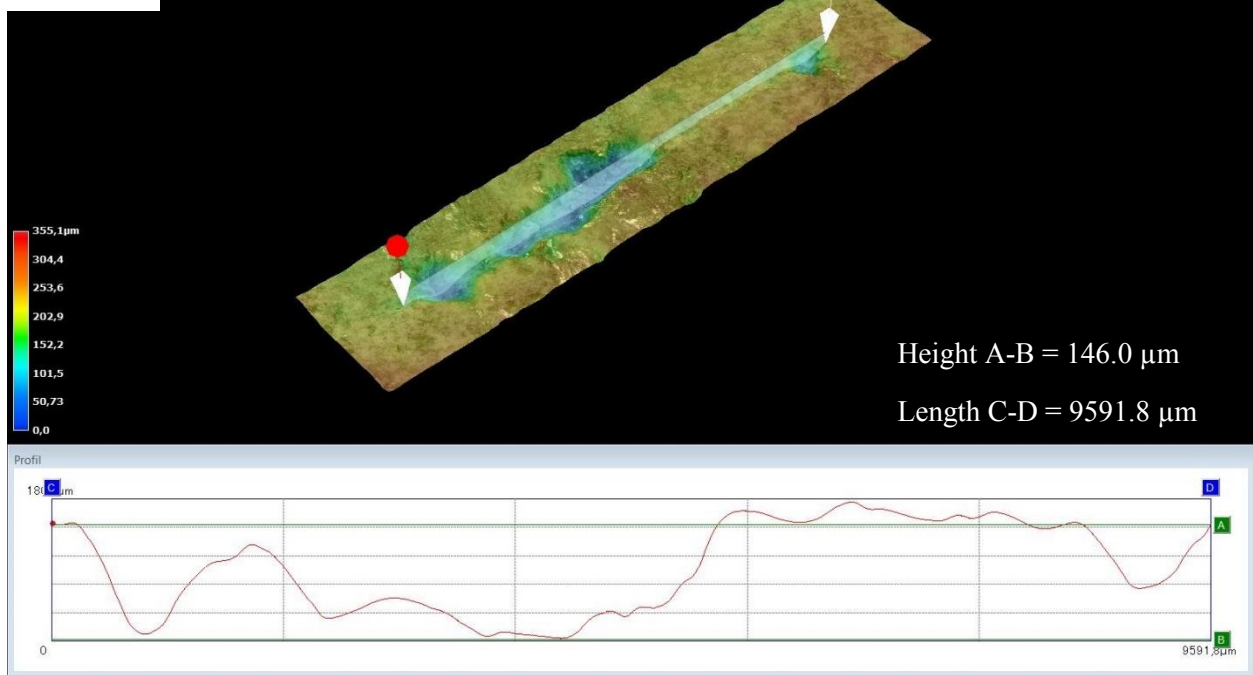 355,1µm
304,4
253,6
202,9
152,2
101,5
50,73
0,0
Height A-B = 146.0 µm
Length C-D = 9591.8 µm
Profil
C
D
A
B
0
9591,8µm